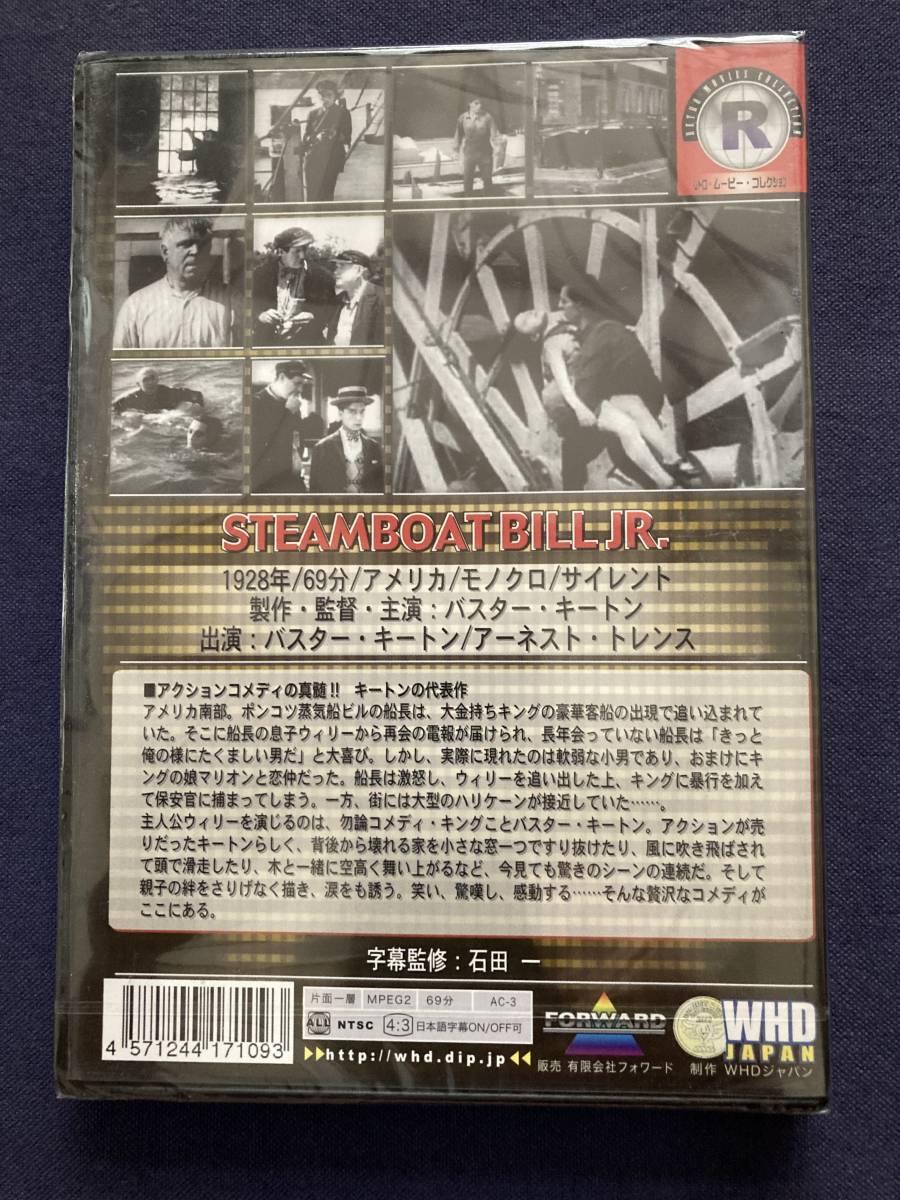 RETRO MOVIES COLLECTION
R
レトロ・ムービー・コレクション
STEAMBOAT BILL JR.
1928年/69分/アメリカ/モノクロ/サイレント
製作・監督・主演：バスター・キートン
出演：バスター・キートン/アーネスト・トレンス
■アクションコメディの真髄!! キートンの代表作
アメリカ南部。ポンコツ蒸気船ビルの船長は、大金持ちキングの豪華客船の出現で追い込まれて
いた。そこに船長の息子ウィリーから再会の電報が届けられ、長年会っていない船長は「きっと
俺の様にたくましい男だ」と大喜び。しかし、実際に現れたのは軟弱な小男であり、おまけにキ
ングの娘マリオンと恋仲だった。船長は激怒し、ウィリーを追い出した上、キングに暴行を加え
て保安官に捕まってしまう。一方、街には大型のハリケーンが接近していた……。
主人公ウィリーを演じるのは、勿論コメディ・キングことバスター・キートン。アクションが売
りだったキートンらしく、背後から壊れる家を小さな窓一つですり抜けたり、風に吹き飛ばされ
て頭で滑走したり、木と一緒に空高く舞い上がるなど、今見ても驚きのシーンの連続だ。そして
親子の絆をさりげなく描き、涙をも誘う。笑い、驚嘆し、感動する……そんな贅沢なコメディが
ここにある。
字幕監修：石田 一
4 571244 171093
片面一層 MPEG2 69分 AC-3
ALL NTSC 4:3 日本語字幕ON/OFF可
http://whd.dip.jp
FORWARD
販売 有限会社フォワード
WHD
JAPAN
制作 WHDジャパン